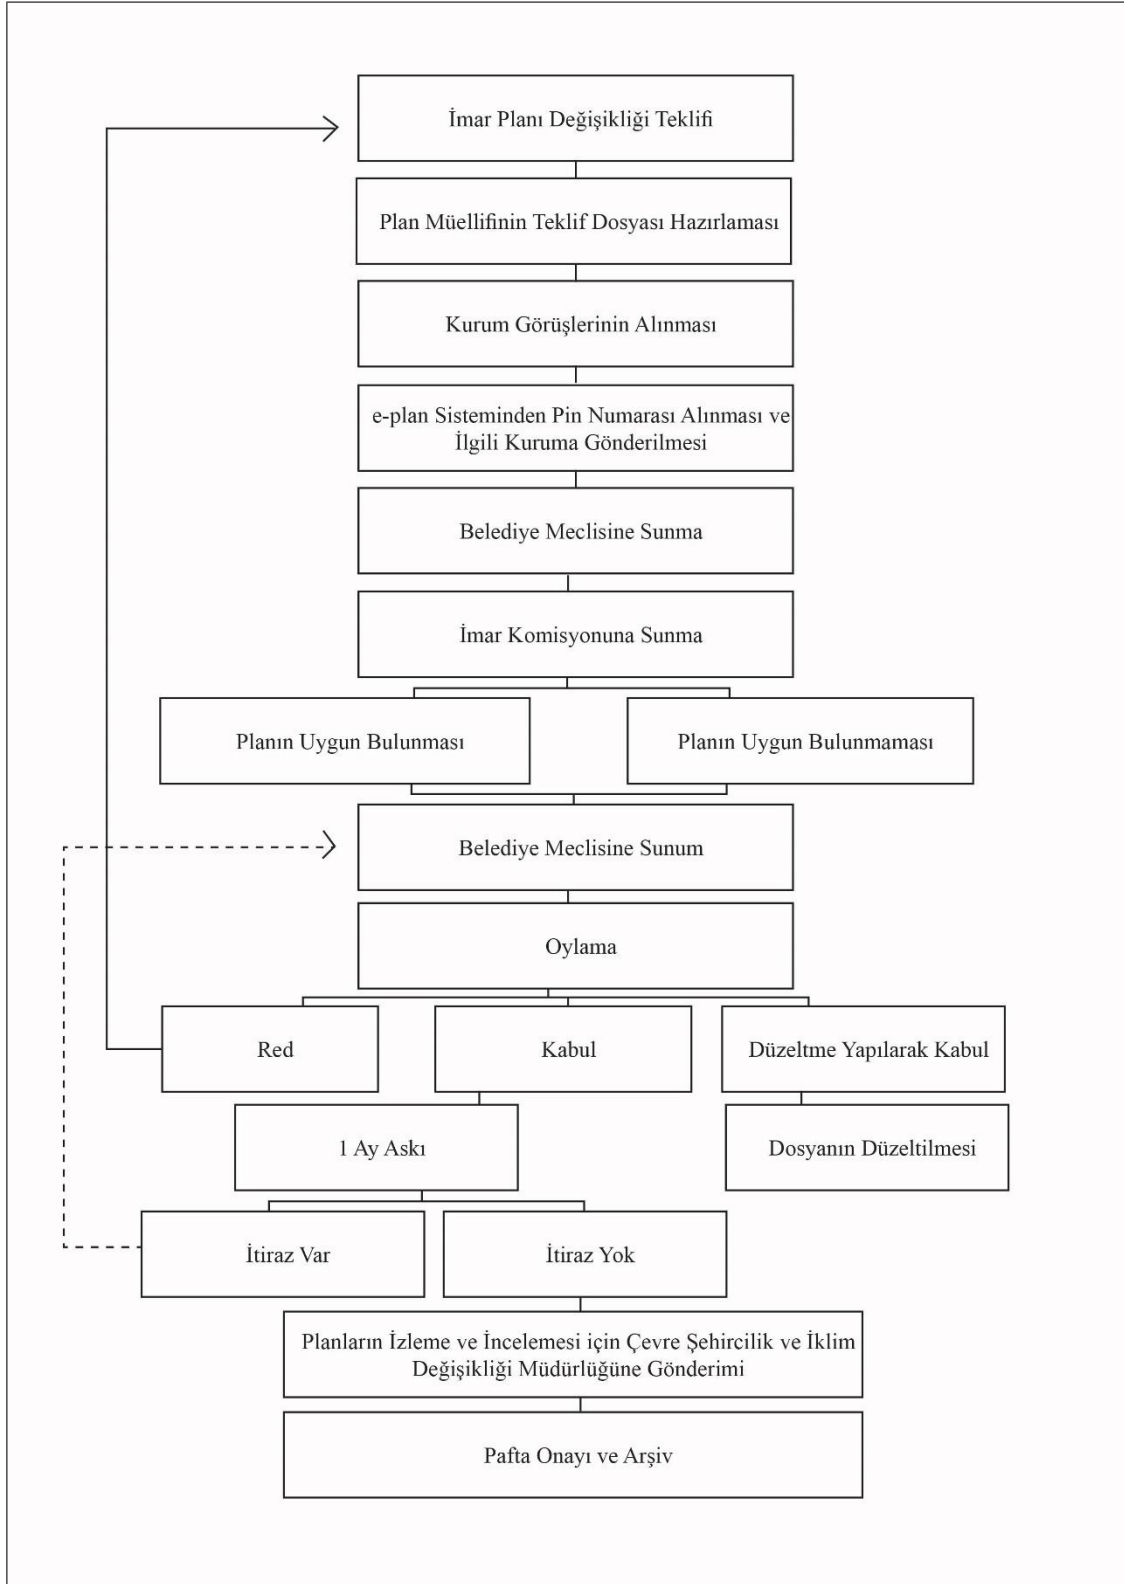 İmar Planı Değişikliği Teklifi
Plan Müellifinin Teklif Dosyası Hazırlaması
Kurum Görüşlerinin Alınması
e-plan Sisteminden Pin Numarası Alınması ve
İlgili Kuruma Gönderilmesi
Belediye Meclisine Sunma
İmar Komisyonuna Sunma
Planın Uygun Bulunması
Planın Uygun Bulunmaması
Belediye Meclisine Sunum
Oylama
Red
Kabul
Düzeltme Yapılarak Kabul
1 Ay Askı
Dosyanın Düzeltilmesi
İtiraz Var
İtiraz Yok
Planların İzleme ve İncelemesi için Çevre Şehircilik ve İklim
Değişikliği Müdürlüğüne Gönderimi
Pafta Onayı ve Arşiv